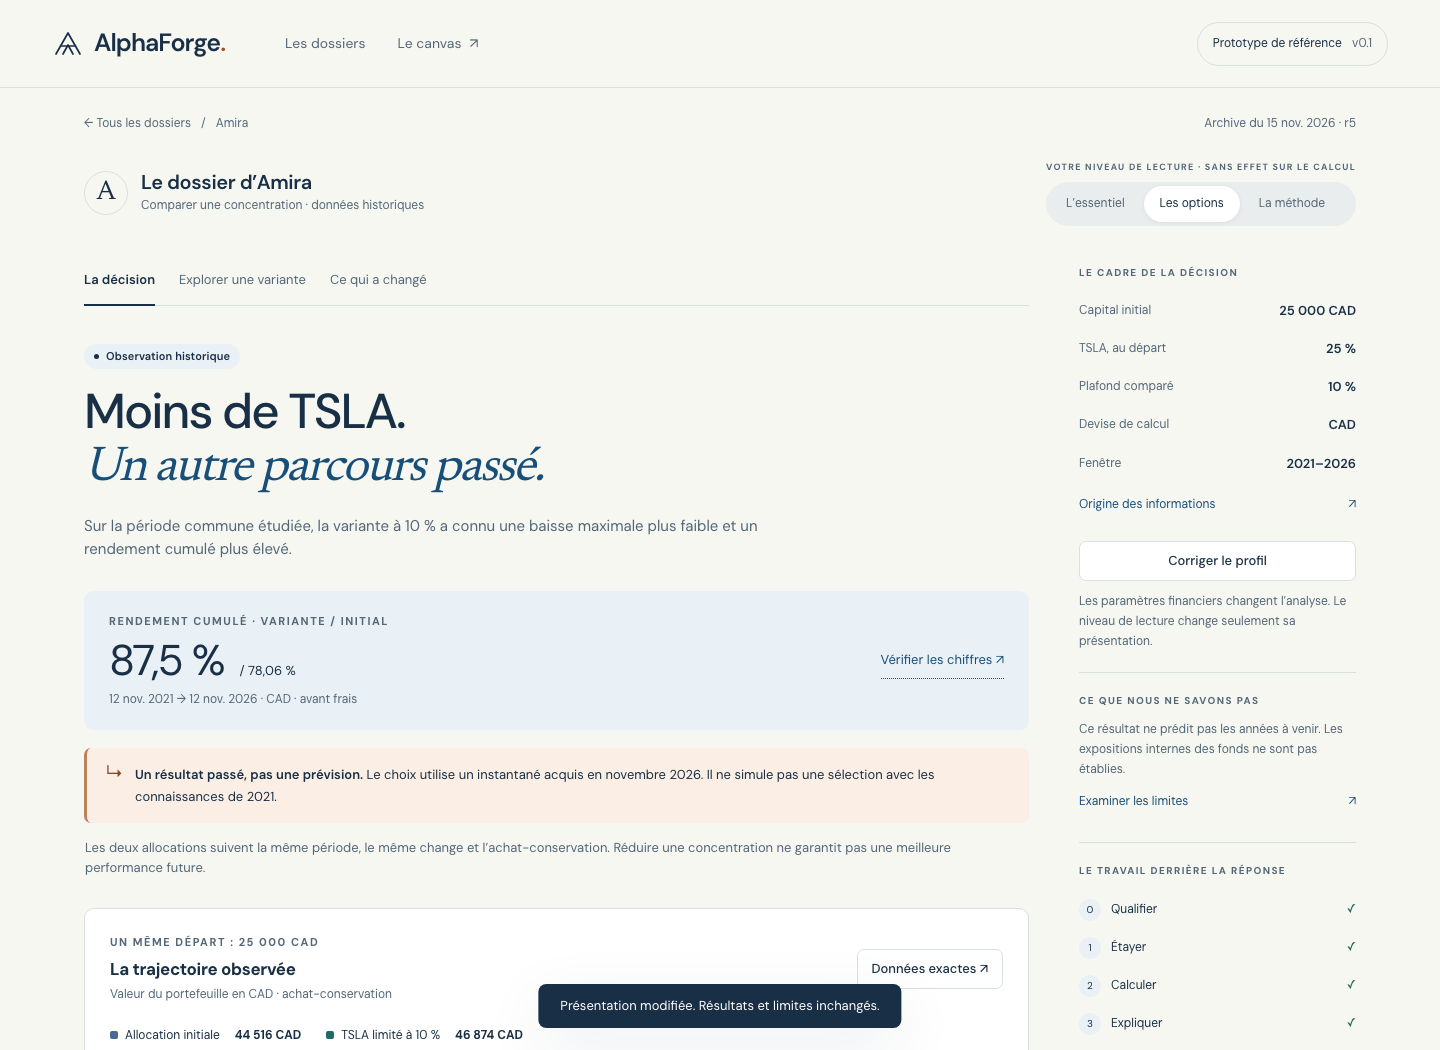 AlphaForge.
Les dossiers
Le canvas ↗
Prototype de référence v0.1
← Tous les dossiers / Amira
Archive du 15 nov. 2026 · r5
A
Le dossier d’Amira
Comparer une concentration · données historiques
VOTRE NIVEAU DE LECTURE · SANS EFFET SUR LE CALCUL
L’essentiel
Les options
La méthode
La décision
Explorer une variante
Ce qui a changé
Observation historique
Moins de TSLA.
Un autre parcours passé.
Sur la période commune étudiée, la variante à 10 % a connu une baisse maximale plus faible et un
rendement cumulé plus élevé.
RENDEMENT CUMULÉ · VARIANTE / INITIAL
87,5 % / 78,06 %
12 nov. 2021 → 12 nov. 2026 · CAD · avant frais
Vérifier les chiffres ↗
Un résultat passé, pas une prévision. Le choix utilise un instantané acquis en novembre 2026. Il ne simule pas une sélection avec les
connaissances de 2021.
Les deux allocations suivent la même période, le même change et l’achat-conservation. Réduire une concentration ne garantit pas une meilleure
performance future.
UN MÊME DÉPART : 25 000 CAD
La trajectoire observée
Valeur du portefeuille en CAD · achat-conservation
Données exactes ↗
Allocation initiale 44 516 CAD
TSLA limité à 10 % 46 874 CAD
Présentation modifiée. Résultats et limites inchangés.
LE CADRE DE LA DÉCISION
Capital initial 25 000 CAD
TSLA, au départ 25 %
Plafond comparé 10 %
Devise de calcul CAD
Fenêtre 2021–2026
Origine des informations ↗
Corriger le profil
Les paramètres financiers changent l’analyse. Le
niveau de lecture change seulement sa
présentation.
CE QUE NOUS NE SAVONS PAS
Ce résultat ne prédit pas les années à venir. Les
expositions internes des fonds ne sont pas
établies.
Examiner les limites ↗
LE TRAVAIL DERRIÈRE LA RÉPONSE
0 Qualifier ✓
1 Étayer ✓
2 Calculer ✓
3 Expliquer ✓